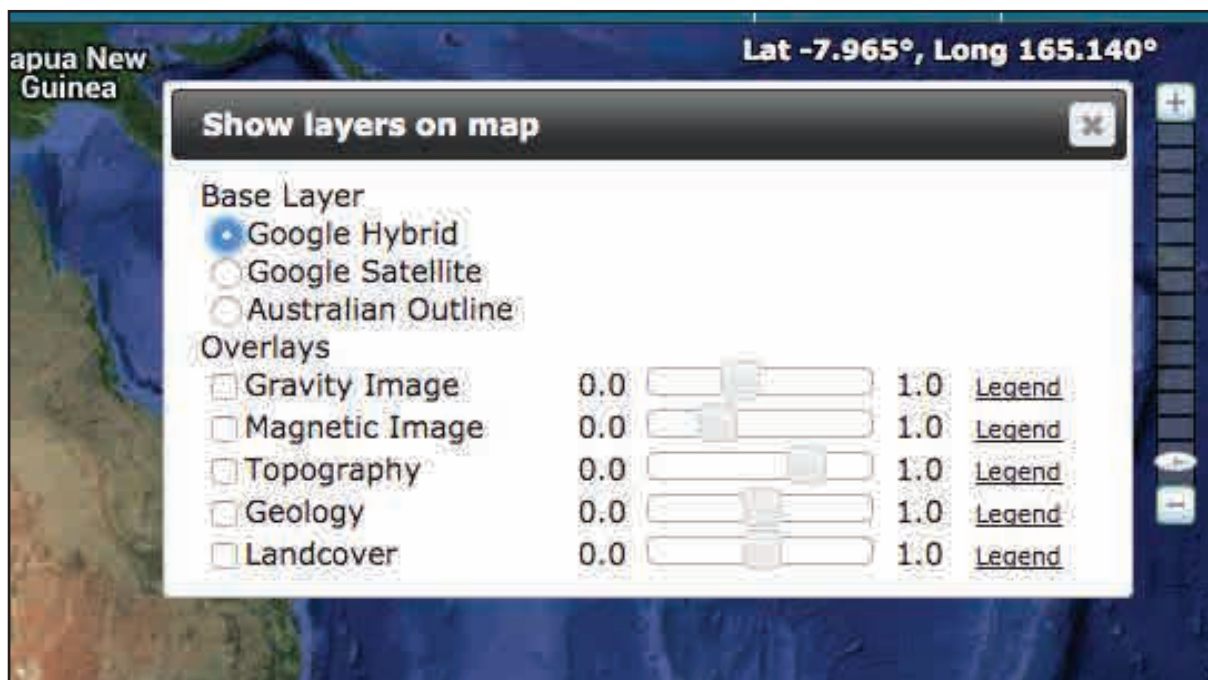 apua New
Guinea
Lat -7.965°, Long 165.140°
Show layers on map
Base Layer
Google Hybrid
Google Satellite
Australian Outline
Overlays
Gravity Image 0.0 1.0 Legend
Magnetic Image 0.0 1.0 Legend
Topography 0.0 1.0 Legend
Geology 0.0 1.0 Legend
Landcover 0.0 1.0 Legend